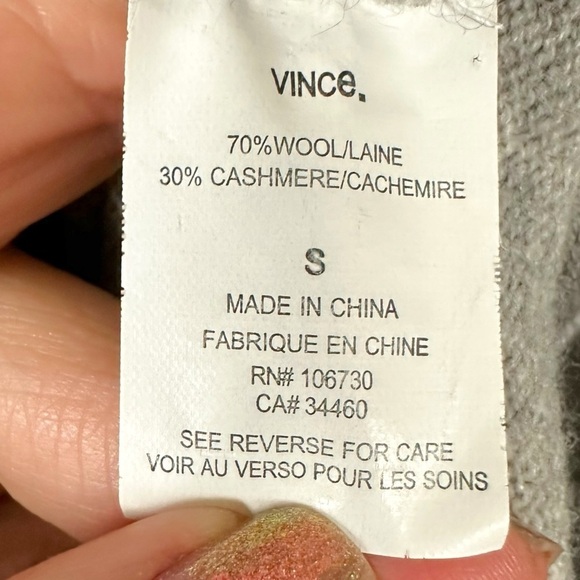 VINCe.
70%WOOL/LAINE
30% CASHMERE/CACHEMIRE
S
MADE IN CHINA
FABRIQUE EN CHINE
RN# 106730
CA# 34460
SEE REVERSE FOR CARE
VOIR AU VERSO POUR LES SOINS